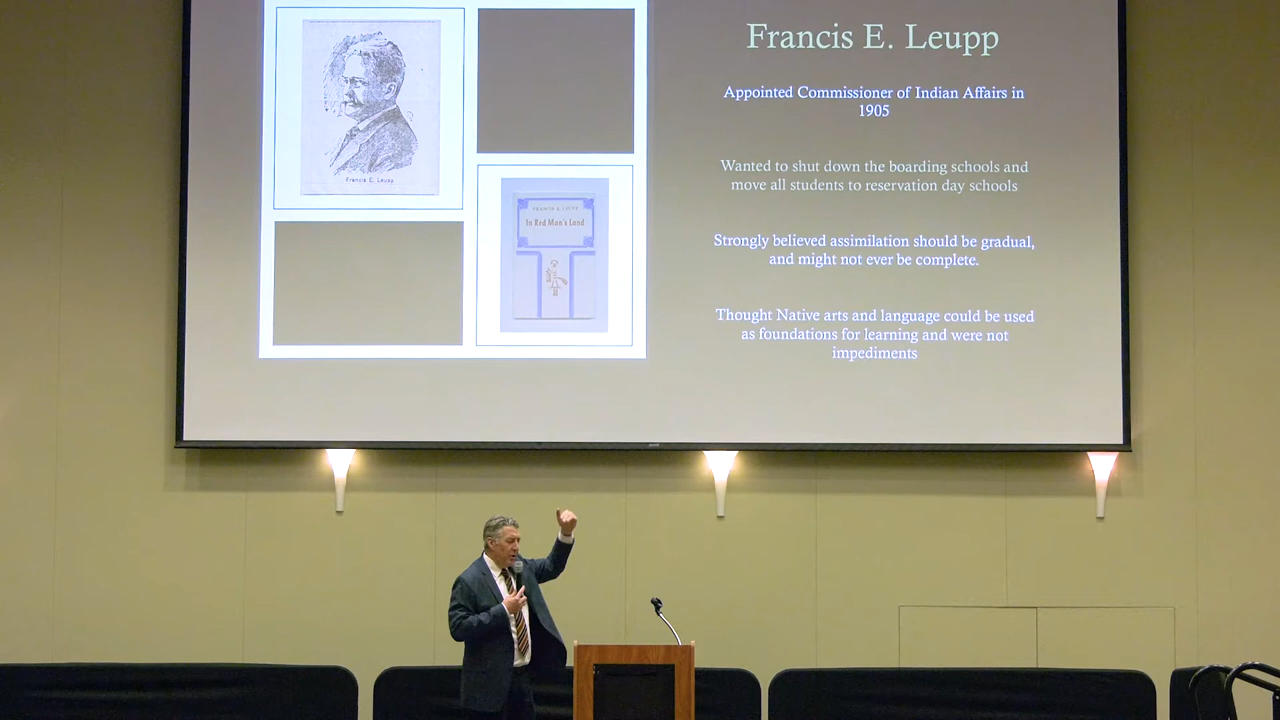 Francis E. Leupp
Appointed Commissioner of Indian Affairs in
1905
Wanted to shut down the boarding schools and
move all students to reservation day schools
Strongly believed assimilation should be gradual,
and might not ever be complete.
Thought Native arts and language could be used
as foundations for learning and were not
impediments
Francis E. Leupp
FRANCIS E. LEUPP
In Red Man's Land